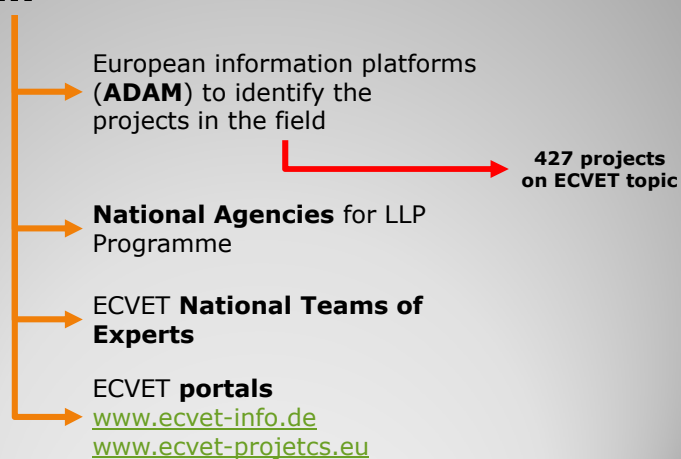 European information platforms
(ADAM) to identify the
projects in the field
427 projects
on ECVET topic
National Agencies for LLP
Programme
ECVET National Teams of
Experts
ECVET portals
www.ecvet-info.de
www.ecvet-projetcs.eu